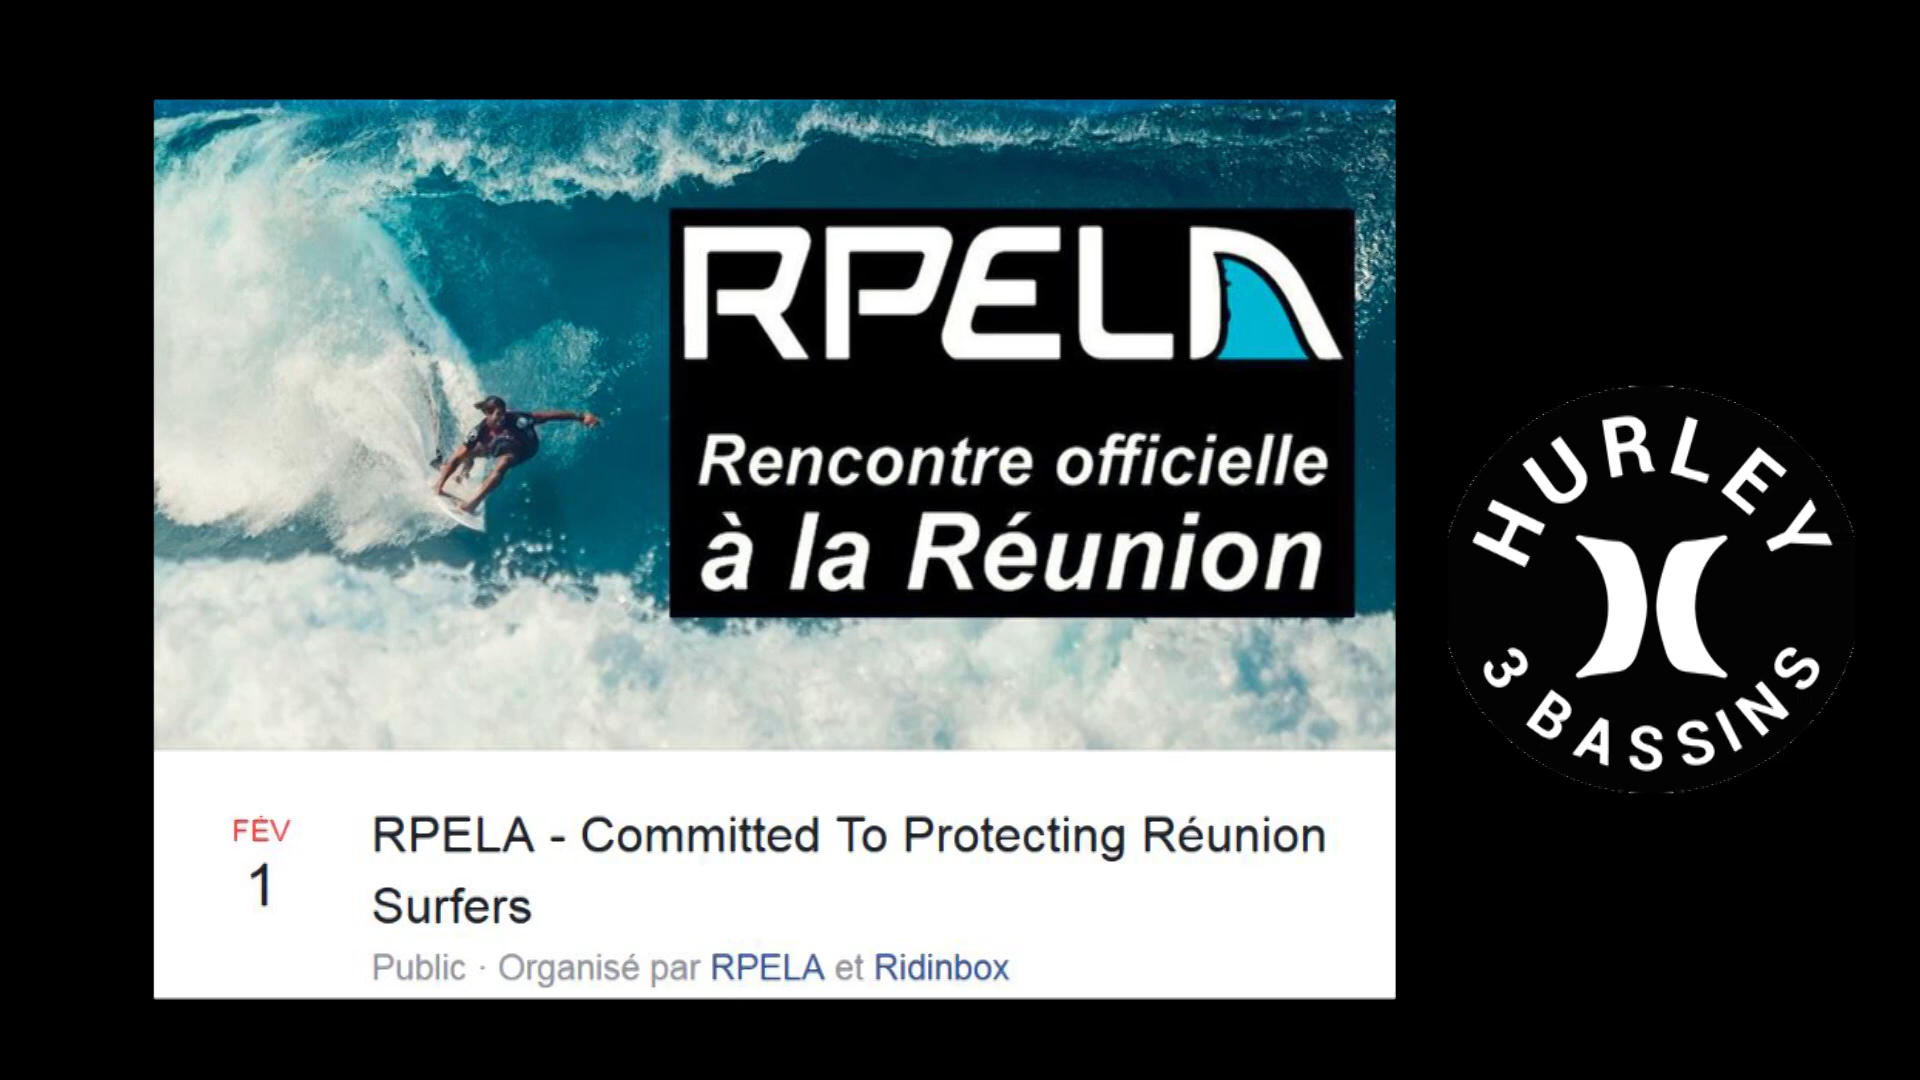 RPELA
Rencontre officielle
à la Réunion
HURLEY
3 BASSINS
FÉV
1
RPELA - Committed To Protecting Réunion
Surfers
Public · Organisé par RPELA et Ridinbox